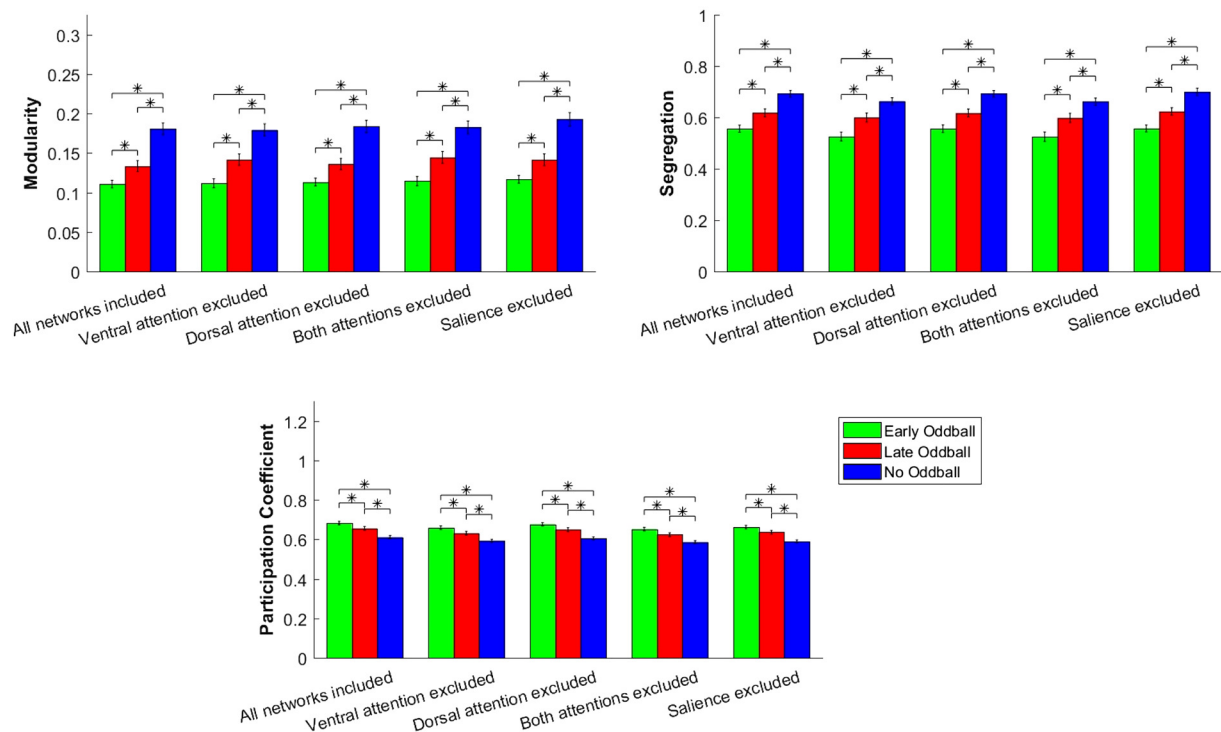 Modularity
0.3
0.25
0.2
0.15
0.1
0.05
0
* * * * * * * * * * * * * * *
All networks included
Ventral attention excluded
Dorsal attention excluded
Both attentions excluded
Salience excluded
Segregation
1
0.8
0.6
0.4
0.2
0
* * * * * * * * * * * * * * *
All networks included
Ventral attention excluded
Dorsal attention excluded
Both attentions excluded
Salience excluded
Participation Coefficient
1.2
1
0.8
0.6
0.4
0.2
0
* * * * * * * * * * * * * * *
All networks included
Ventral attention excluded
Dorsal attention excluded
Both attentions excluded
Salience excluded
Early Oddball
Late Oddball
No Oddball